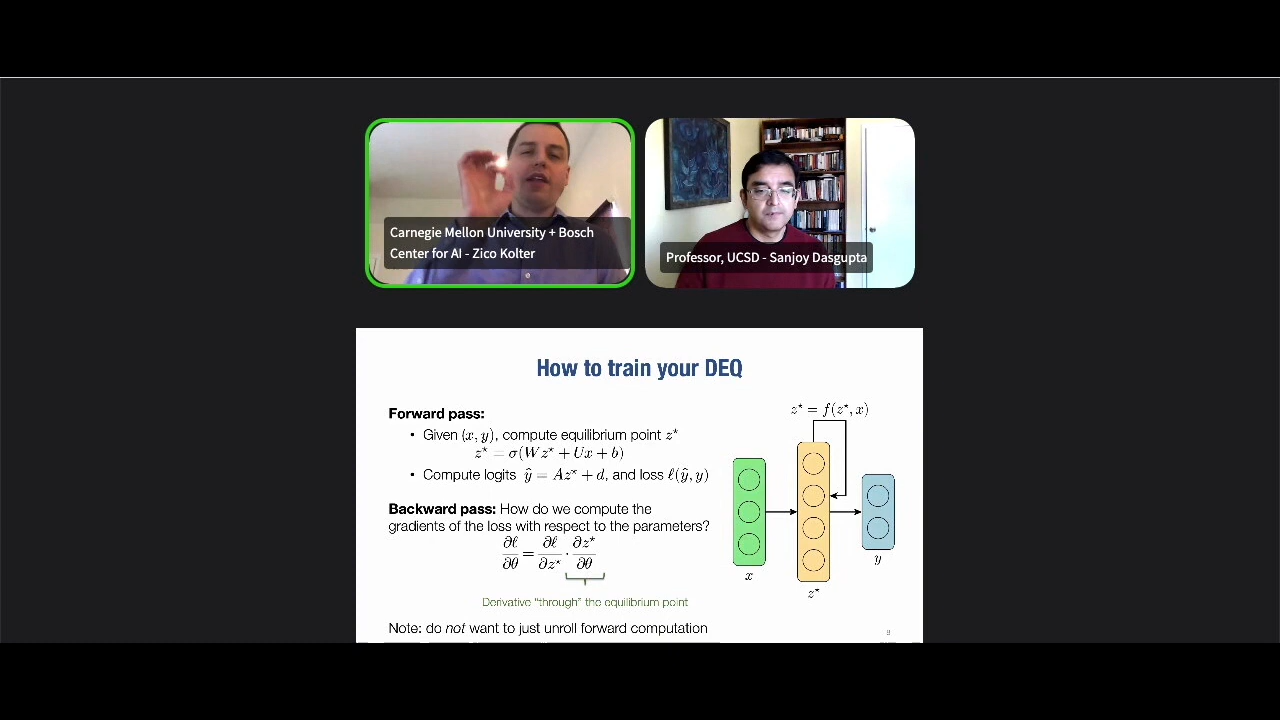 Carnegie Mellon University + Bosch
Center for AI - Zico Kolter
Professor, UCSD - Sanjoy Dasgupta
How to train your DEQ
Forward pass:
• Given (x, y), compute equilibrium point z⋆
z⋆ = σ(Wz⋆ + Ux + b)
• Compute logits ŷ = Az⋆ + d, and loss ℓ(ŷ, y)
Backward pass: How do we compute the
gradients of the loss with respect to the parameters?
∂ℓ/∂θ = ∂ℓ/∂z⋆ · ∂z⋆/∂θ
Derivative “through” the equilibrium point
Note: do not want to just unroll forward computation
z⋆ = f(z⋆, x)
x
z⋆
y
8